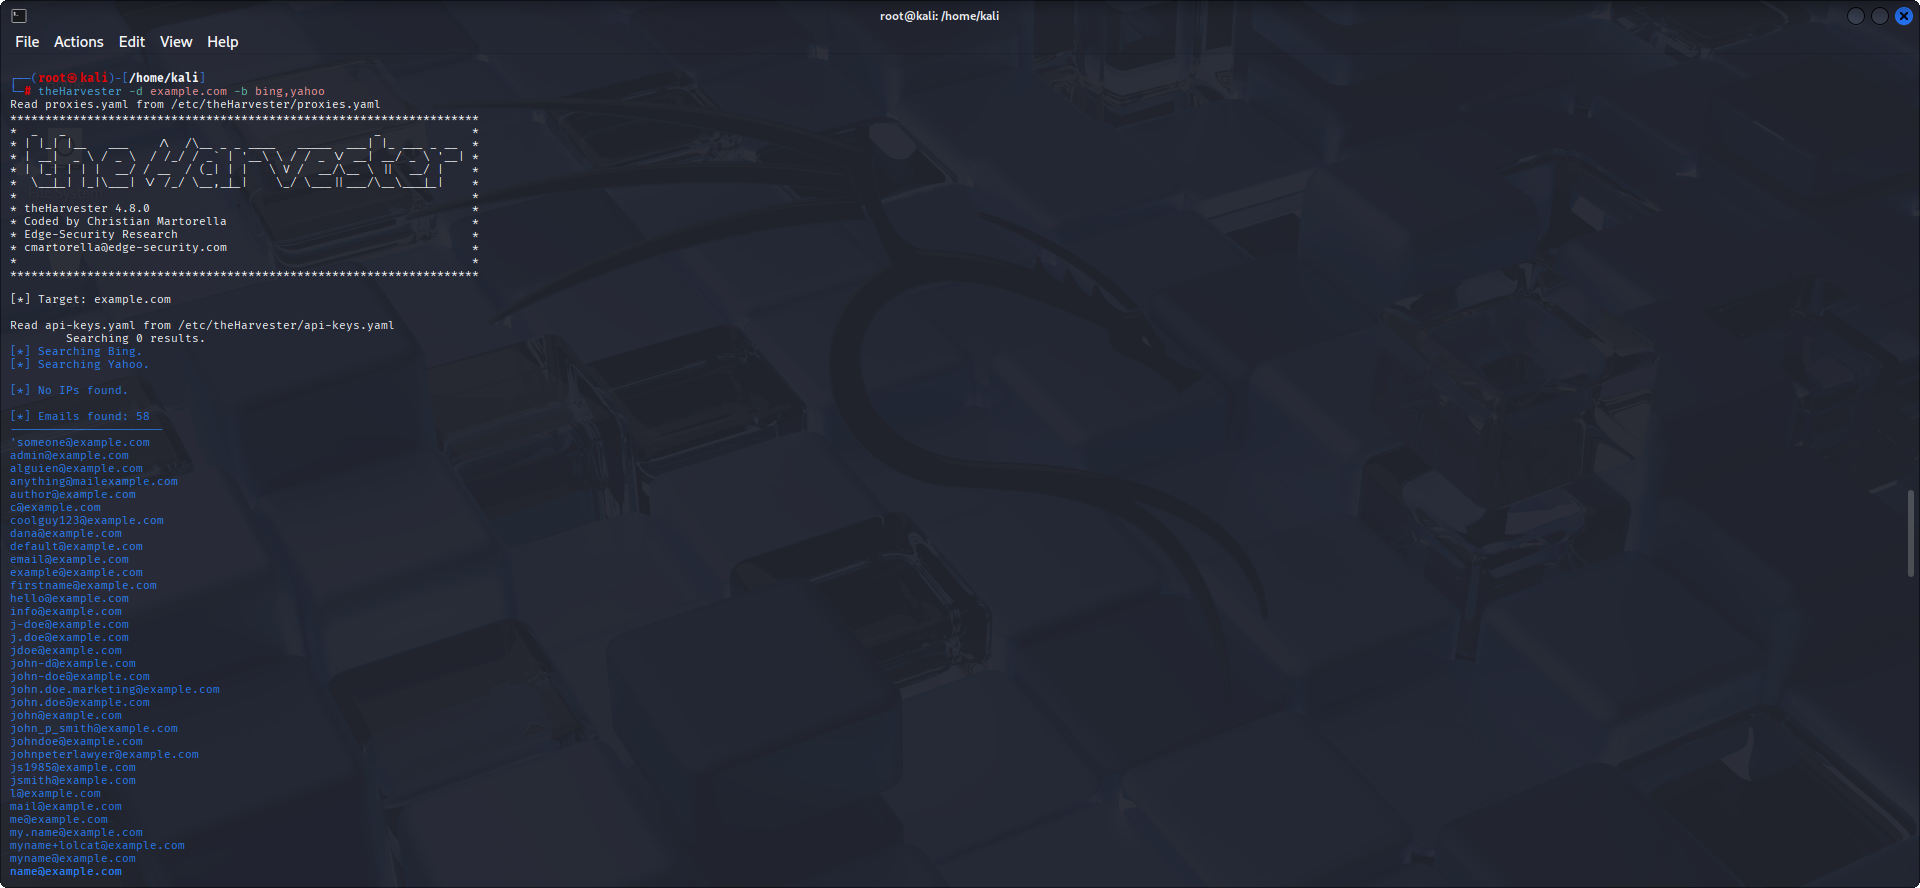 root@kali: /home/kali
File Actions Edit View Help
┌──(root㉿kali)-[/home/kali]
└─# theHarvester -d example.com -b bing,yahoo
Read proxies.yaml from /etc/theHarvester/proxies.yaml
*******************************************************************
* theHarvester *
* theHarvester 4.8.0 *
* Coded by Christian Martorella *
* Edge-Security Research *
* cmartorella@edge-security.com *
* *
*******************************************************************
[*] Target: example.com
Read api-keys.yaml from /etc/theHarvester/api-keys.yaml
Searching 0 results.
[*] Searching Bing.
[*] Searching Yahoo.
[*] No IPs found.
[*] Emails found: 58
----------------------
'someone@example.com
admin@example.com
alguien@example.com
anything@mailexample.com
author@example.com
c@example.com
coolguy123@example.com
dana@example.com
default@example.com
email@example.com
example@example.com
firstname@example.com
hello@example.com
info@example.com
j-doe@example.com
j.doe@example.com
jdoe@example.com
john-d@example.com
john-doe@example.com
john.doe.marketing@example.com
john.doe@example.com
john@example.com
john_p_smith@example.com
johndoe@example.com
johnpeterlawyer@example.com
js1985@example.com
jsmith@example.com
l@example.com
mail@example.com
me@example.com
my.name@example.com
myname+lolcat@example.com
myname@example.com
name@example.com